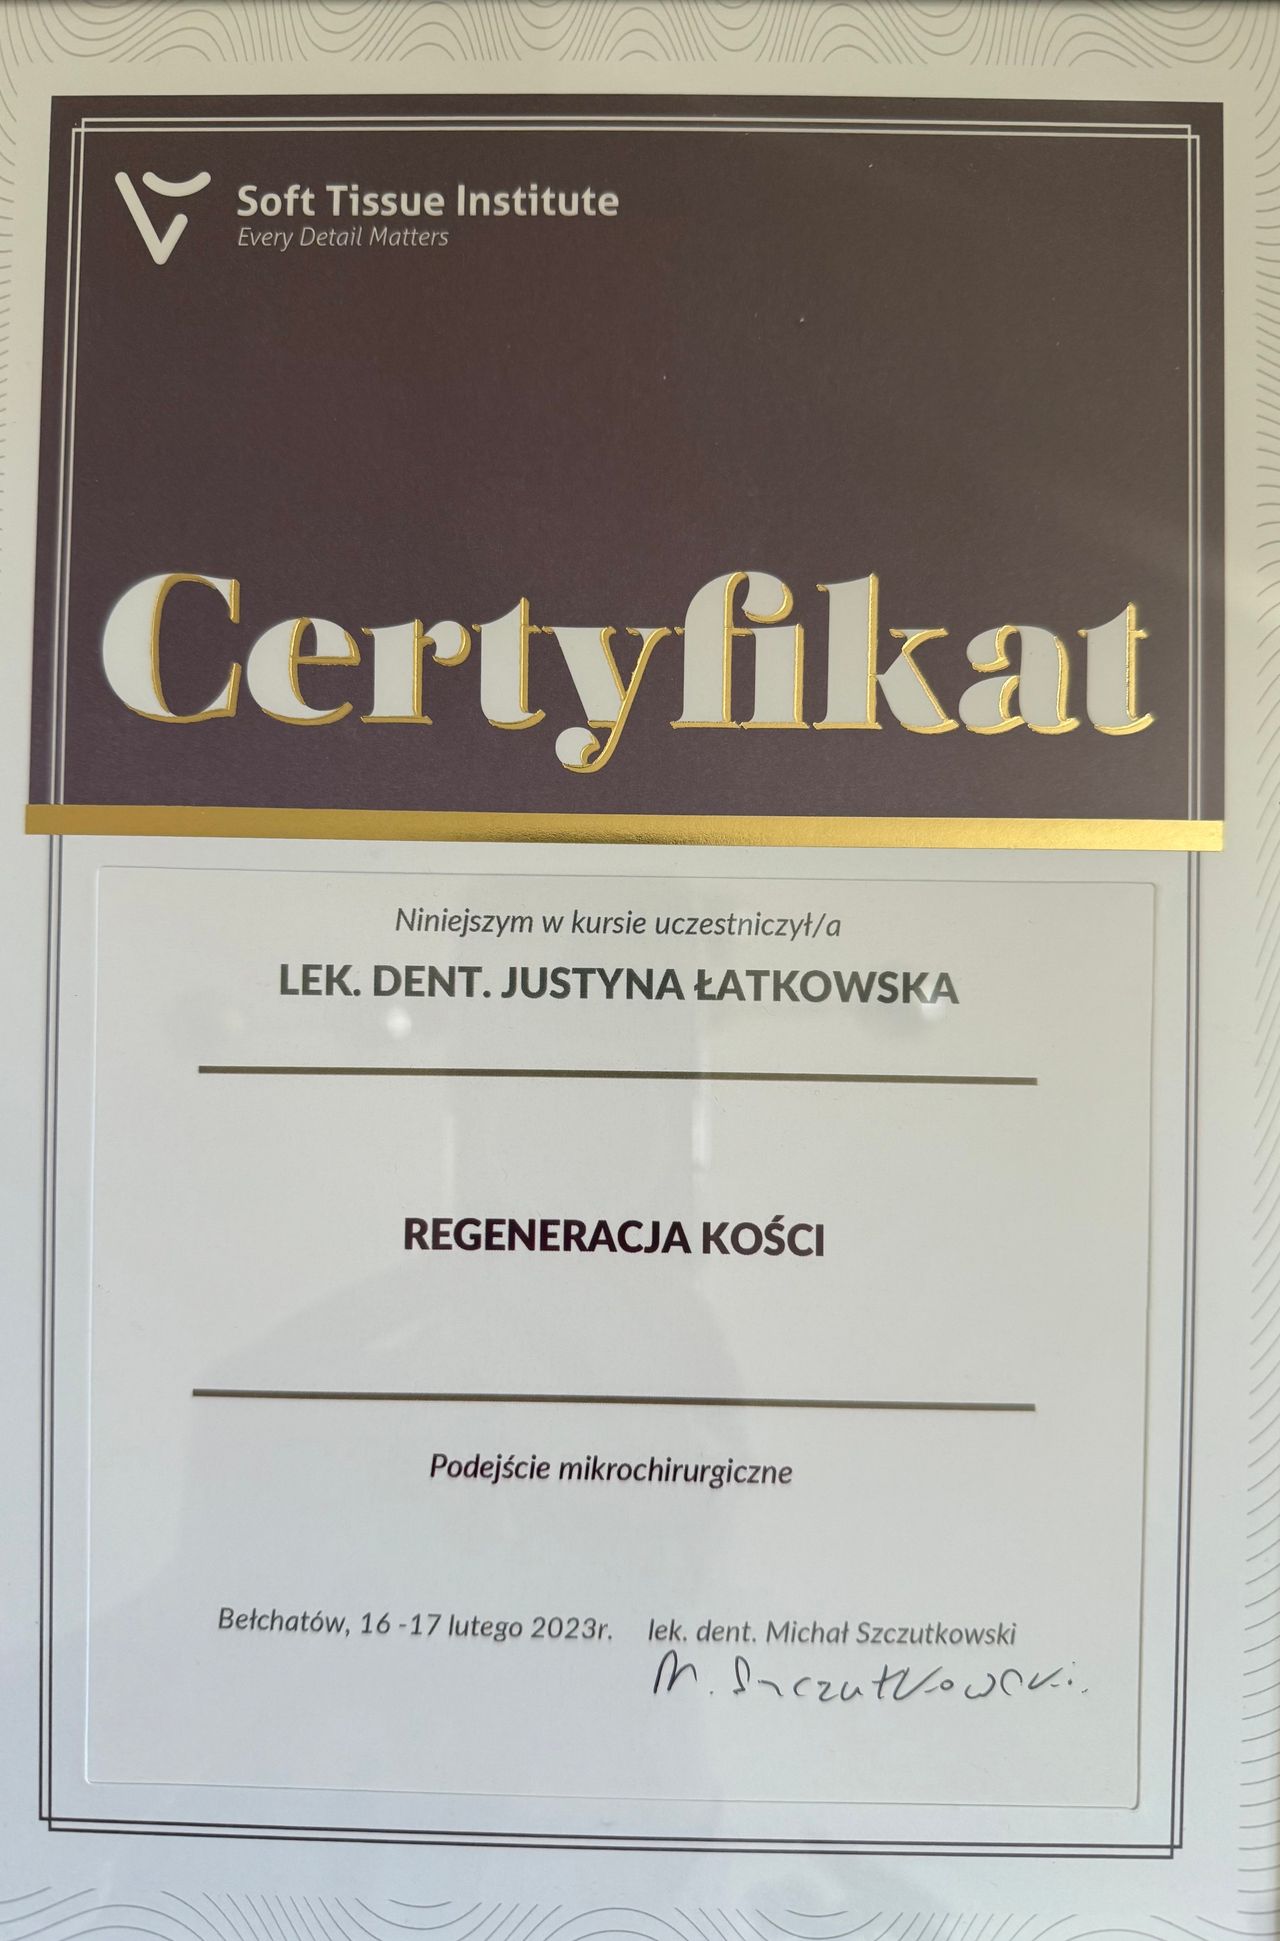 Soft Tissue Institute
Every Detail Matters
Certyfikat
Niniejszym w kursie uczestniczył/a
LEK. DENT. JUSTYNA ŁATKOWSKA
REGENERACJA KOŚCI
Podejście mikrochirurgiczne
Bełchatów, 16 -17 lutego 2023r. lek. dent. Michał Szczutkowski
M. Szczutkowski